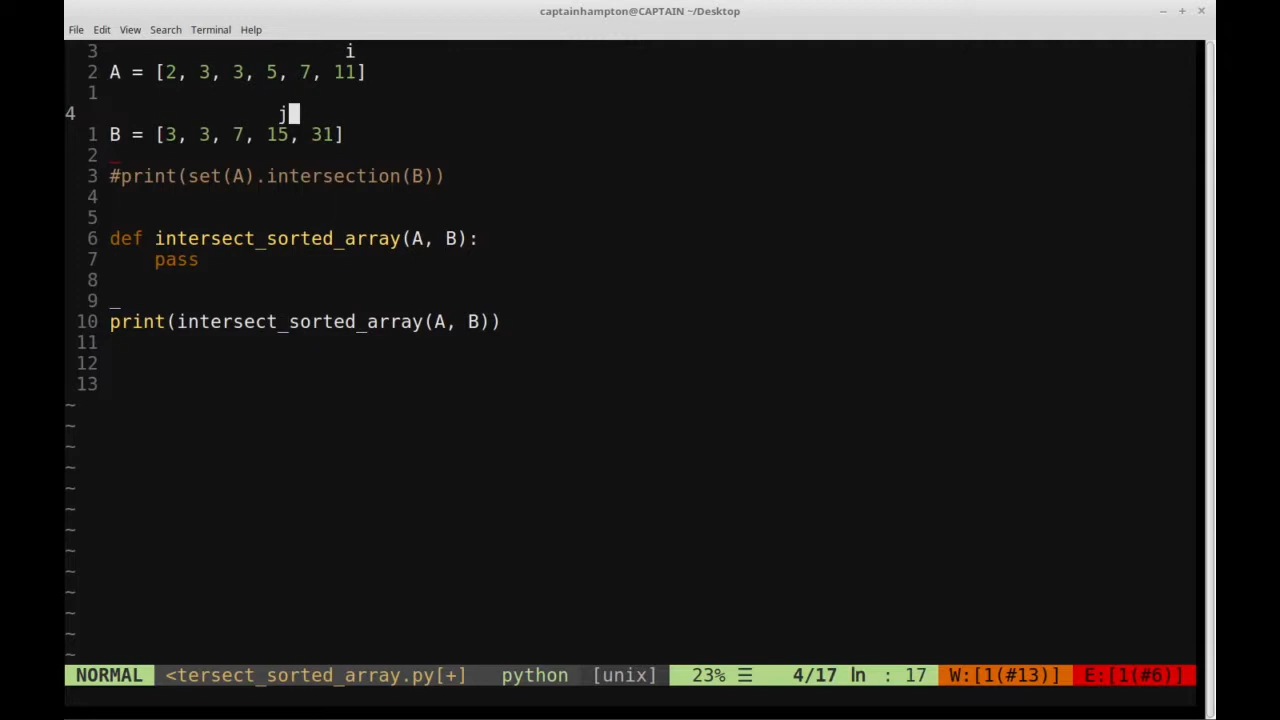 captainhampton@CAPTAIN ~/Desktop
File Edit View Search Terminal Help
3                      i
2 A = [2, 3, 3, 5, 7, 11]
1
4                j
1 B = [3, 3, 7, 15, 31]
2 _
3 #print(set(A).intersection(B))
4
5
6 def intersect_sorted_array(A, B):
7     pass
8
9 _
10 print(intersect_sorted_array(A, B))
11
12
13
~
~
~
~
~
~
~
~
~
~
~
~
~
NORMAL <tersect_sorted_array.py[+] python [unix] 23% ☰ 4/17 ln : 17 W:[1(#13)] E:[1(#6)]